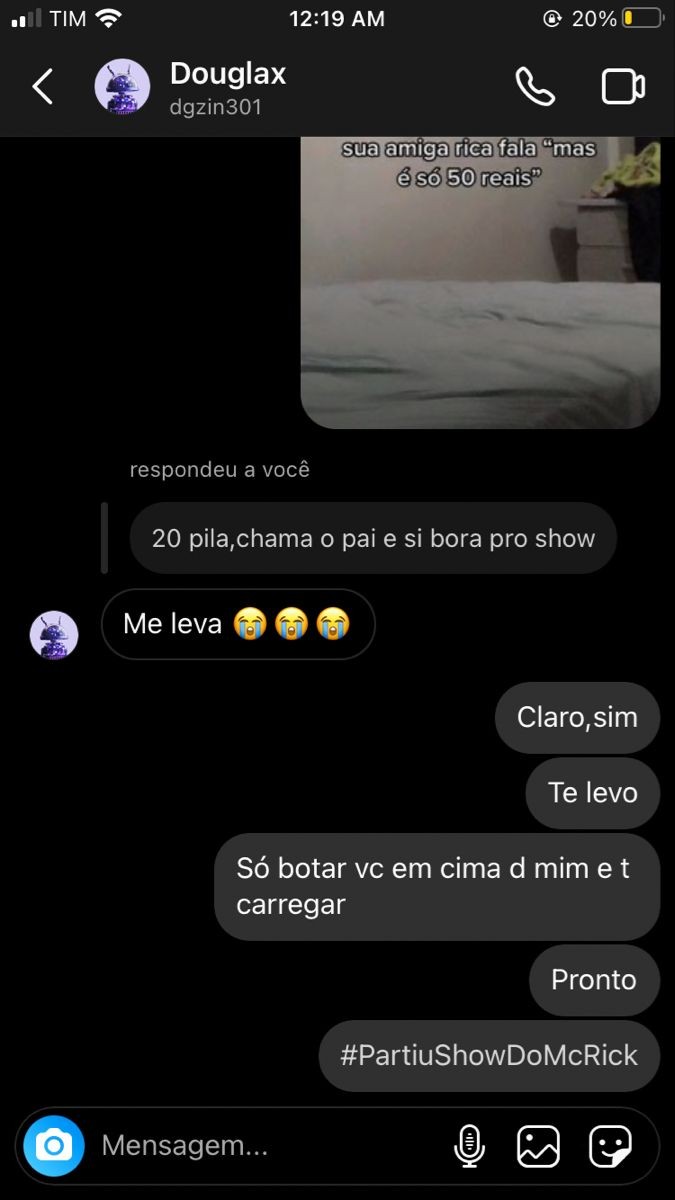 TIM
12:19 AM
20%
Douglax
dgzin301
sua amiga rica fala “mas
é só 50 reais”
respondeu a você
20 pila,chama o pai e si bora pro show
Me leva 😭😭😭
Claro,sim
Te levo
Só botar vc em cima d mim e t
carregar
Pronto
#PartiuShowDoMcRick
Mensagem...